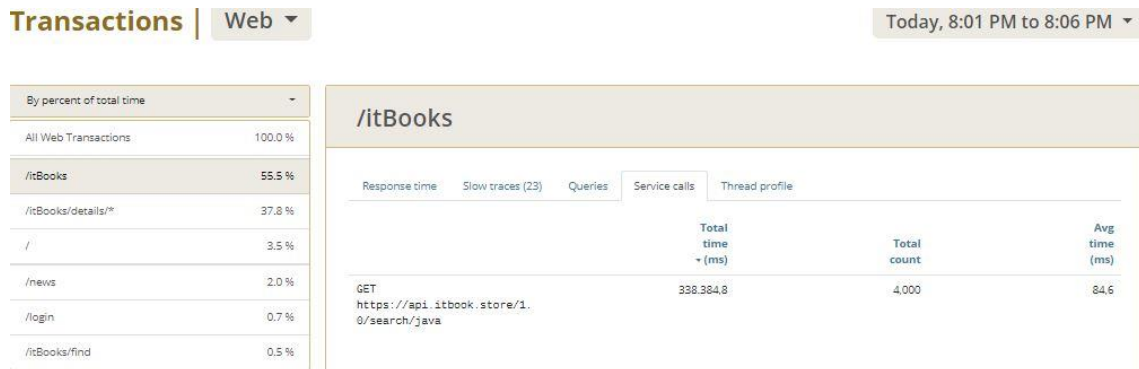 Transactions | Web
Today, 8:01 PM to 8:06 PM
By percent of total time
All Web Transactions 100.0 %
/itBooks 55.5 %
/itBooks/details/* 37.8 %
/ 3.5 %
/news 2.0 %
/login 0.7 %
/itBooks/find 0.5 %
/itBooks
Response time Slow traces (23) Queries Service calls Thread profile
Total
time
(ms)
Total
count
Avg
time
(ms)
GET
https://api.itbook.store/1.
0/search/java
338.384,8 4,000 84,6